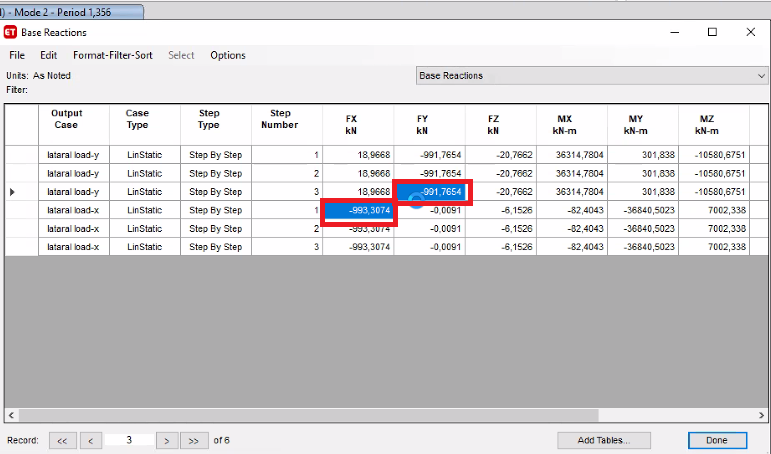 ) - Mode 2 - Period 1,356
ET Base Reactions
File Edit Format-Filter-Sort Select Options
Units: As Noted Base Reactions
Filter:
Output Case Case Type Step Type Step Number FX kN FY kN FZ kN MX kN-m MY kN-m MZ kN-m
lataral load-y LinStatic Step By Step 1 18,9668 -991,7654 -20,7662 36314,7804 301,838 -10580,6751
lataral load-y LinStatic Step By Step 2 18,9668 -991,7654 -20,7662 36314,7804 301,838 -10580,6751
lataral load-y LinStatic Step By Step 3 18,9668 -991,7654 -20,7662 36314,7804 301,838 -10580,6751
lataral load-x LinStatic Step By Step 1 -993,3074 -0,0091 -6,1526 -82,4043 -36840,5023 7002,338
lataral load-x LinStatic Step By Step 2 -993,3074 -0,0091 -6,1526 -82,4043 -36840,5023 7002,338
lataral load-x LinStatic Step By Step 3 -993,3074 -0,0091 -6,1526 -82,4043 -36840,5023 7002,338
Record: << < 3 > >> of 6 Add Tables... Done